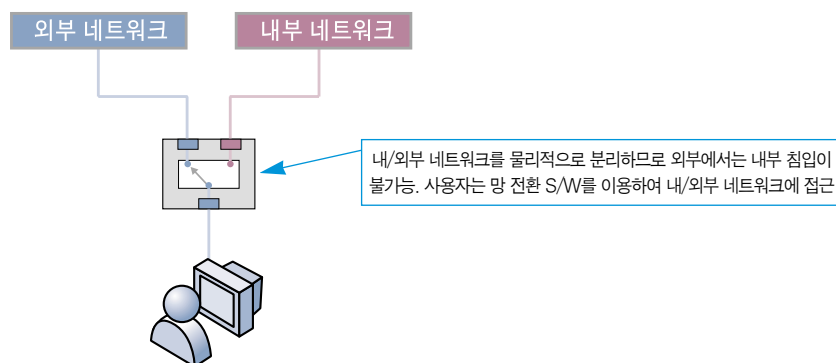 외부 네트워크
내부 네트워크
내/외부 네트워크를 물리적으로 분리하므로 외부에서는 내부 침입이
불가능. 사용자는 망 전환 S/W를 이용하여 내/외부 네트워크에 접근